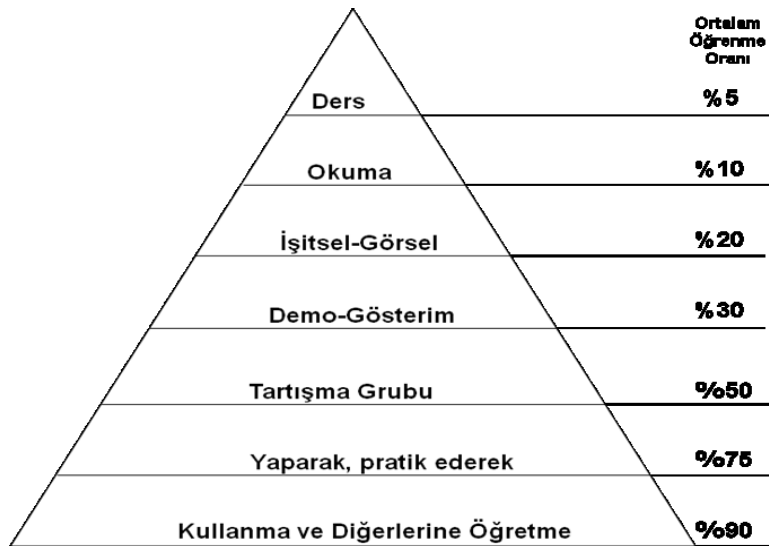 Ortalam
Öğrenme
Oranı
Ders %5
Okuma %10
İşitsel-Görsel %20
Demo-Gösterim %30
Tartışma Grubu %50
Yaparak, pratik ederek %75
Kullanma ve Diğerlerine Öğretme %90